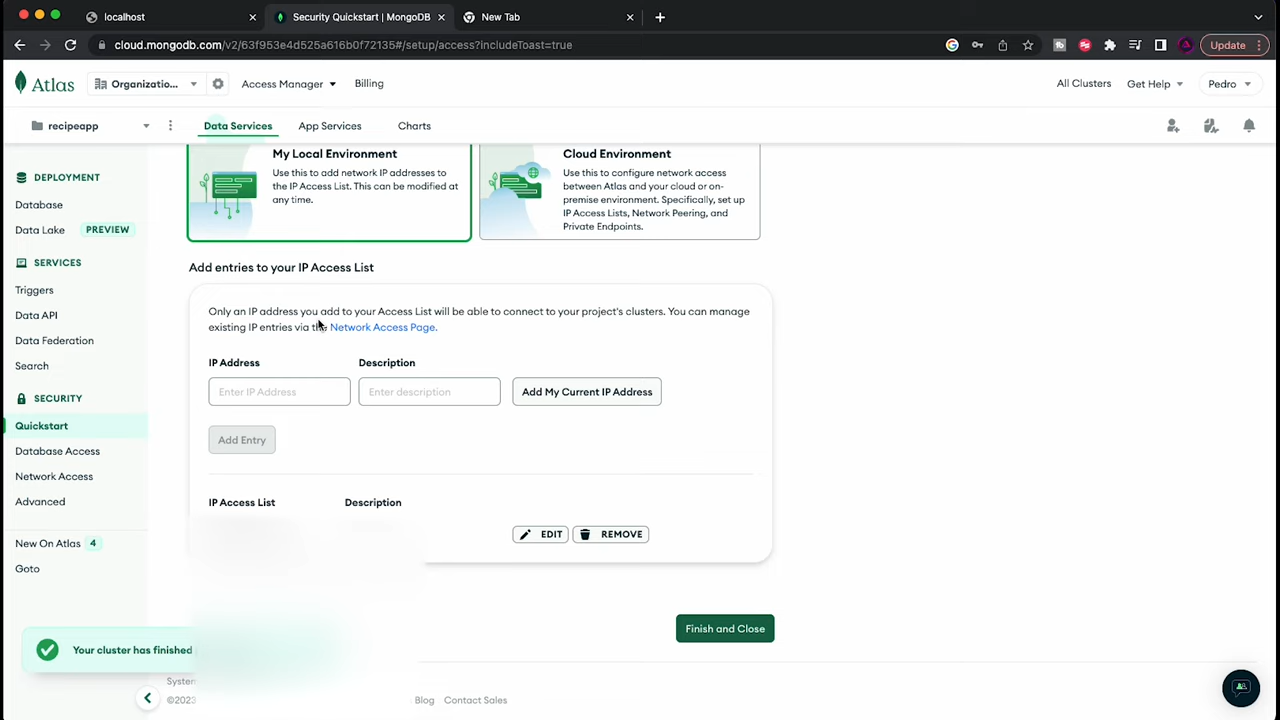 localhost
Security Quickstart | MongoDB
New Tab
cloud.mongodb.com/v2/63f953e4d525a616b0f72135#/setup/access?includeToast=true
Update
Atlas
Organizatio...
Access Manager
Billing
All Clusters
Get Help
Pedro
recipeapp
Data Services
App Services
Charts
DEPLOYMENT
Database
Data Lake PREVIEW
SERVICES
Triggers
Data API
Data Federation
Search
SECURITY
Quickstart
Database Access
Network Access
Advanced
New On Atlas 4
Goto
My Local Environment
Use this to add network IP addresses to
the IP Access List. This can be modified at
any time.
Cloud Environment
Use this to configure network access
between Atlas and your cloud or on-
premise environment. Specifically, set up
IP Access Lists, Network Peering, and
Private Endpoints.
Add entries to your IP Access List
Only an IP address you add to your Access List will be able to connect to your project's clusters. You can manage
existing IP entries via the Network Access Page.
IP Address
Description
Enter IP Address
Enter description
Add My Current IP Address
Add Entry
IP Access List
Description
EDIT
REMOVE
Finish and Close
Your cluster has finished
System
©2023
Blog
Contact Sales